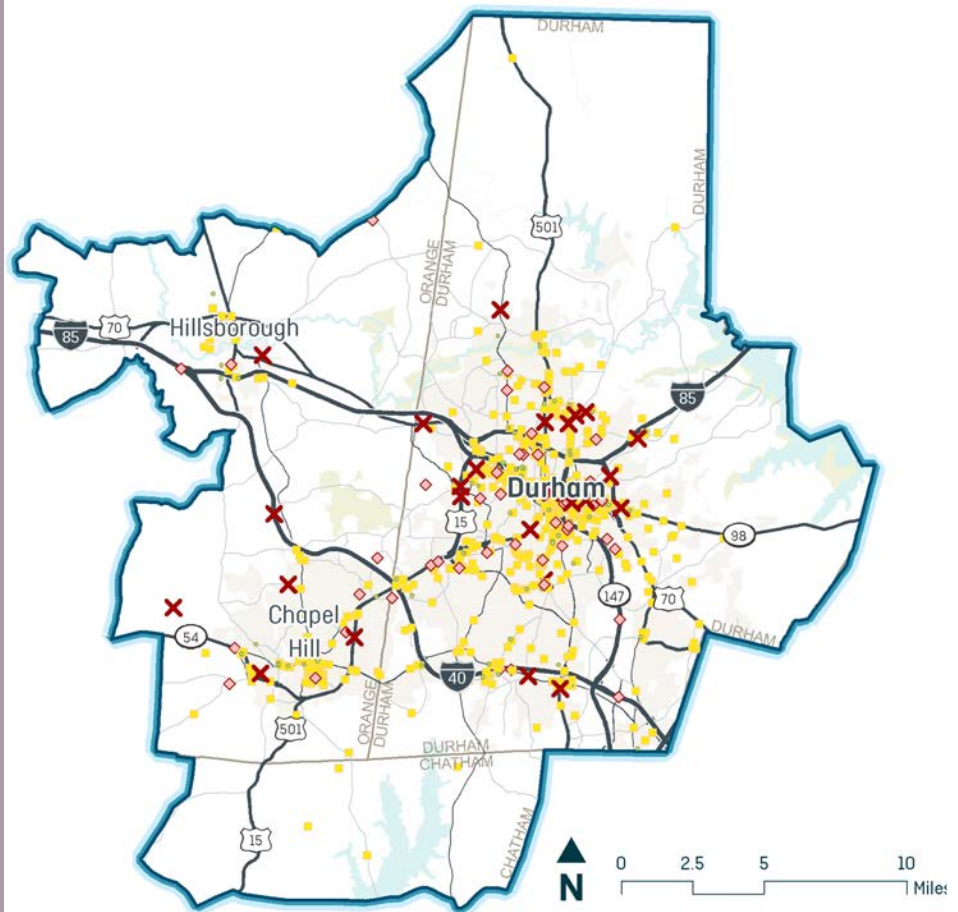 DURHAM
DURHAM
501
ORANGE
DURHAM
70
85
Hillsborough
85
Durham
15
98
147
70
DURHAM
Chapel
Hill
54
40
501
ORANGE
DURHAM
DURHAM
CHATHAM
15
CHATHAM
N
0 2.5 5 10
Miles